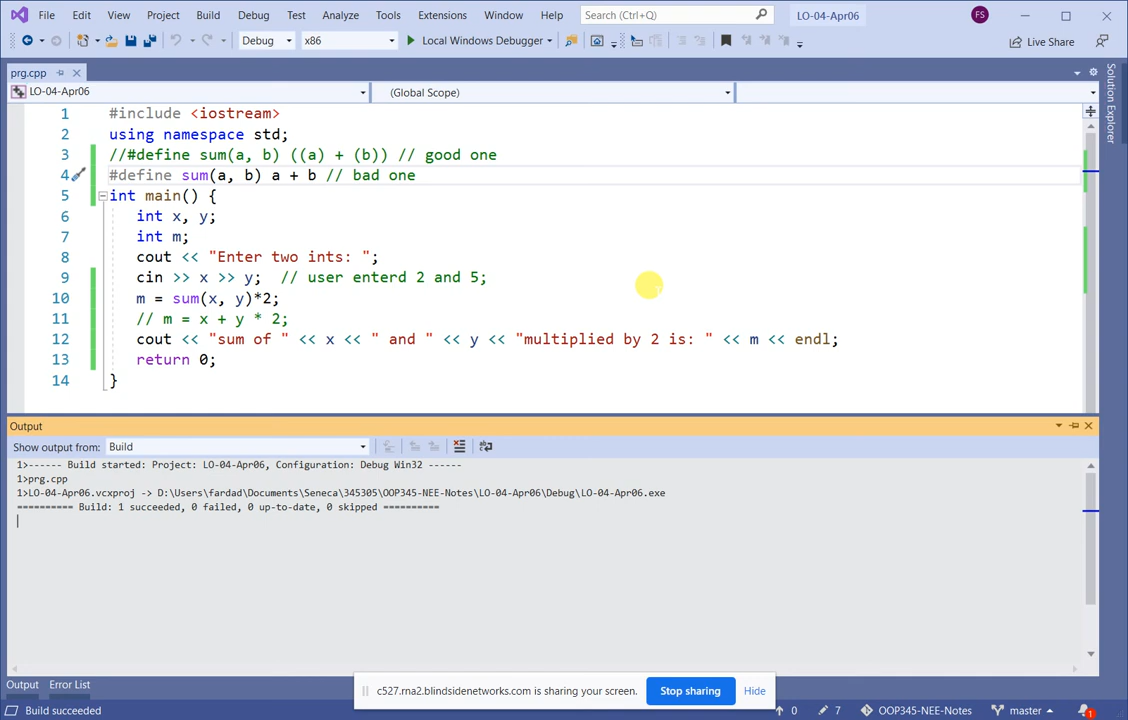 File Edit View Project Build Debug Test Analyze Tools Extensions Window Help Search (Ctrl+Q) LO-04-Apr06 FS
Debug x86 Local Windows Debugger Live Share
prg.cpp
LO-04-Apr06 (Global Scope)
Solution Explorer
1 #include <iostream>
2 using namespace std;
3 //#define sum(a, b) ((a) + (b)) // good one
4 #define sum(a, b) a + b // bad one
5 int main() {
6 int x, y;
7 int m;
8 cout << "Enter two ints: ";
9 cin >> x >> y; // user enterd 2 and 5;
10 m = sum(x, y)*2;
11 // m = x + y * 2;
12 cout << "sum of " << x << " and " << y << "multiplied by 2 is: " << m << endl;
13 return 0;
14 }
Output
Show output from: Build
1>------ Build started: Project: LO-04-Apr06, Configuration: Debug Win32 ------
1>prg.cpp
1>LO-04-Apr06.vcxproj -> D:\Users\fardad\Documents\Seneca\345305\OOP345-NEE-Notes\LO-04-Apr06\Debug\LO-04-Apr06.exe
========== Build: 1 succeeded, 0 failed, 0 up-to-date, 0 skipped ==========
Output Error List
c527.rna2.blindsidenetworks.com is sharing your screen. Stop sharing Hide
Build succeeded 0 7 OOP345-NEE-Notes master 1